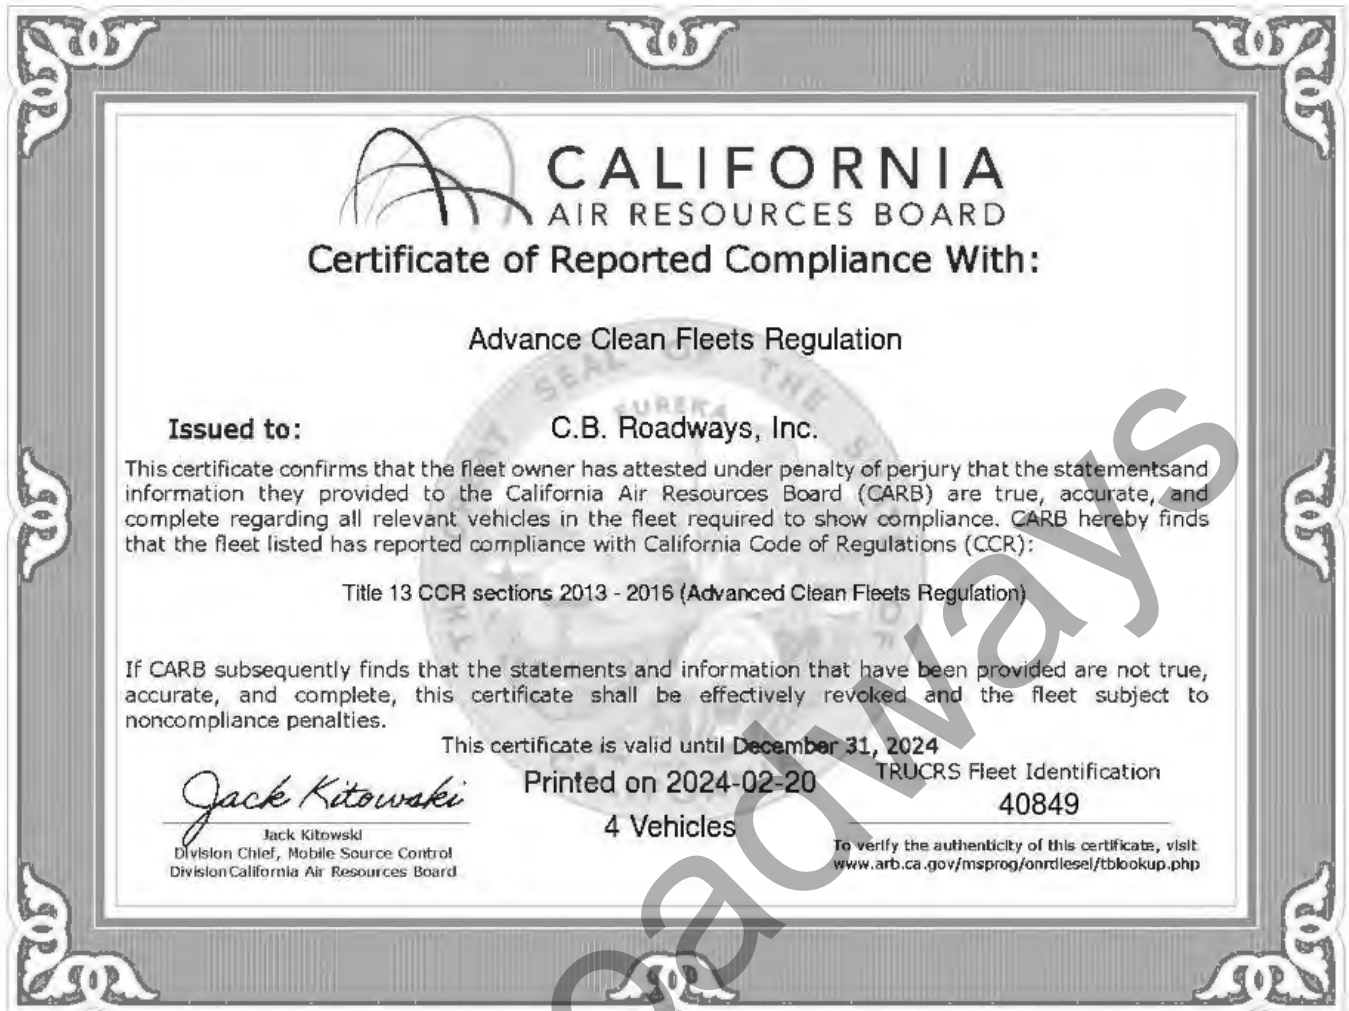 CALIFORNIA
AIR RESOURCES BOARD
Certificate of Reported Compliance With:
Advance Clean Fleets Regulation
SEAL OF THE
EUREKA
Issued to: C.B. Roadways, Inc.
This certificate confirms that the fleet owner has attested under penalty of perjury that the statementsand
information they provided to the California Air Resources Board (CARB) are true, accurate, and
complete regarding all relevant vehicles in the fleet required to show compliance. CARB hereby finds
that the fleet listed has reported compliance with California Code of Regulations (CCR):
Title 13 CCR sections 2013 - 2016 (Advanced Clean Fleets Regulation)
If CARB subsequently finds that the statements and information that have been provided are not true,
accurate, and complete, this certificate shall be effectively revoked and the fleet subject to
noncompliance penalties.
This certificate is valid until December 31, 2024
Jack Kitowski
Jack Kitowski
Division Chief, Mobile Source Control
DivisionCalifornia Air Resources Board
Printed on 2024-02-20
4 Vehicles
TRUCRS Fleet Identification
40849
To verify the authenticity of this certificate, visit
www.arb.ca.gov/msprog/onrdiesel/tblookup.php
oadways